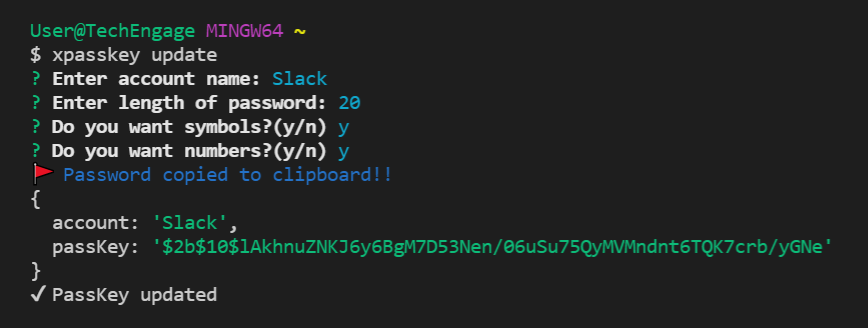 User@TechEngage MINGW64 ~
$ xpasskey update
? Enter account name: Slack
? Enter length of password: 20
? Do you want symbols?(y/n) y
? Do you want numbers?(y/n) y
🚩 Password copied to clipboard!!
{
  account: 'Slack',
  passKey: '$2b$10$lAkhnuZNKJ6y6BgM7D53Nen/06uSu75QyMVMndnt6TQK7crb/yGNe'
}
✔ PassKey updated